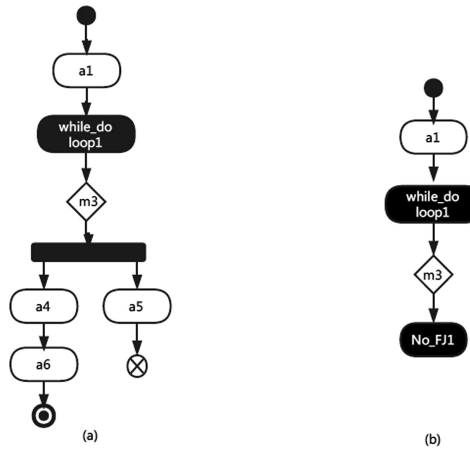 a1
while_do
loop1
m3
a4
a5
a6
(a)
a1
while_do
loop1
m3
No_FJ1
(b)